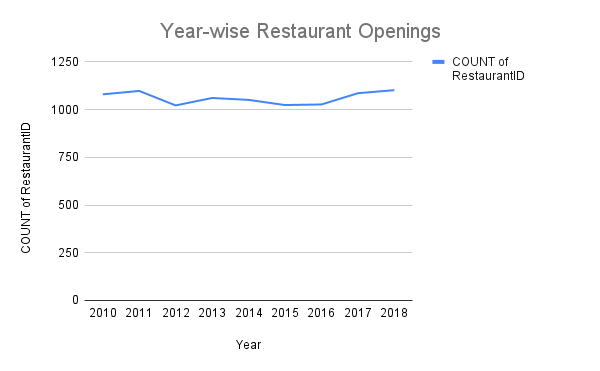 Year-wise Restaurant Openings
COUNT of
RestaurantID
COUNT of RestaurantID
1250
1000
750
500
250
0
2010 2011 2012 2013 2014 2015 2016 2017 2018
Year